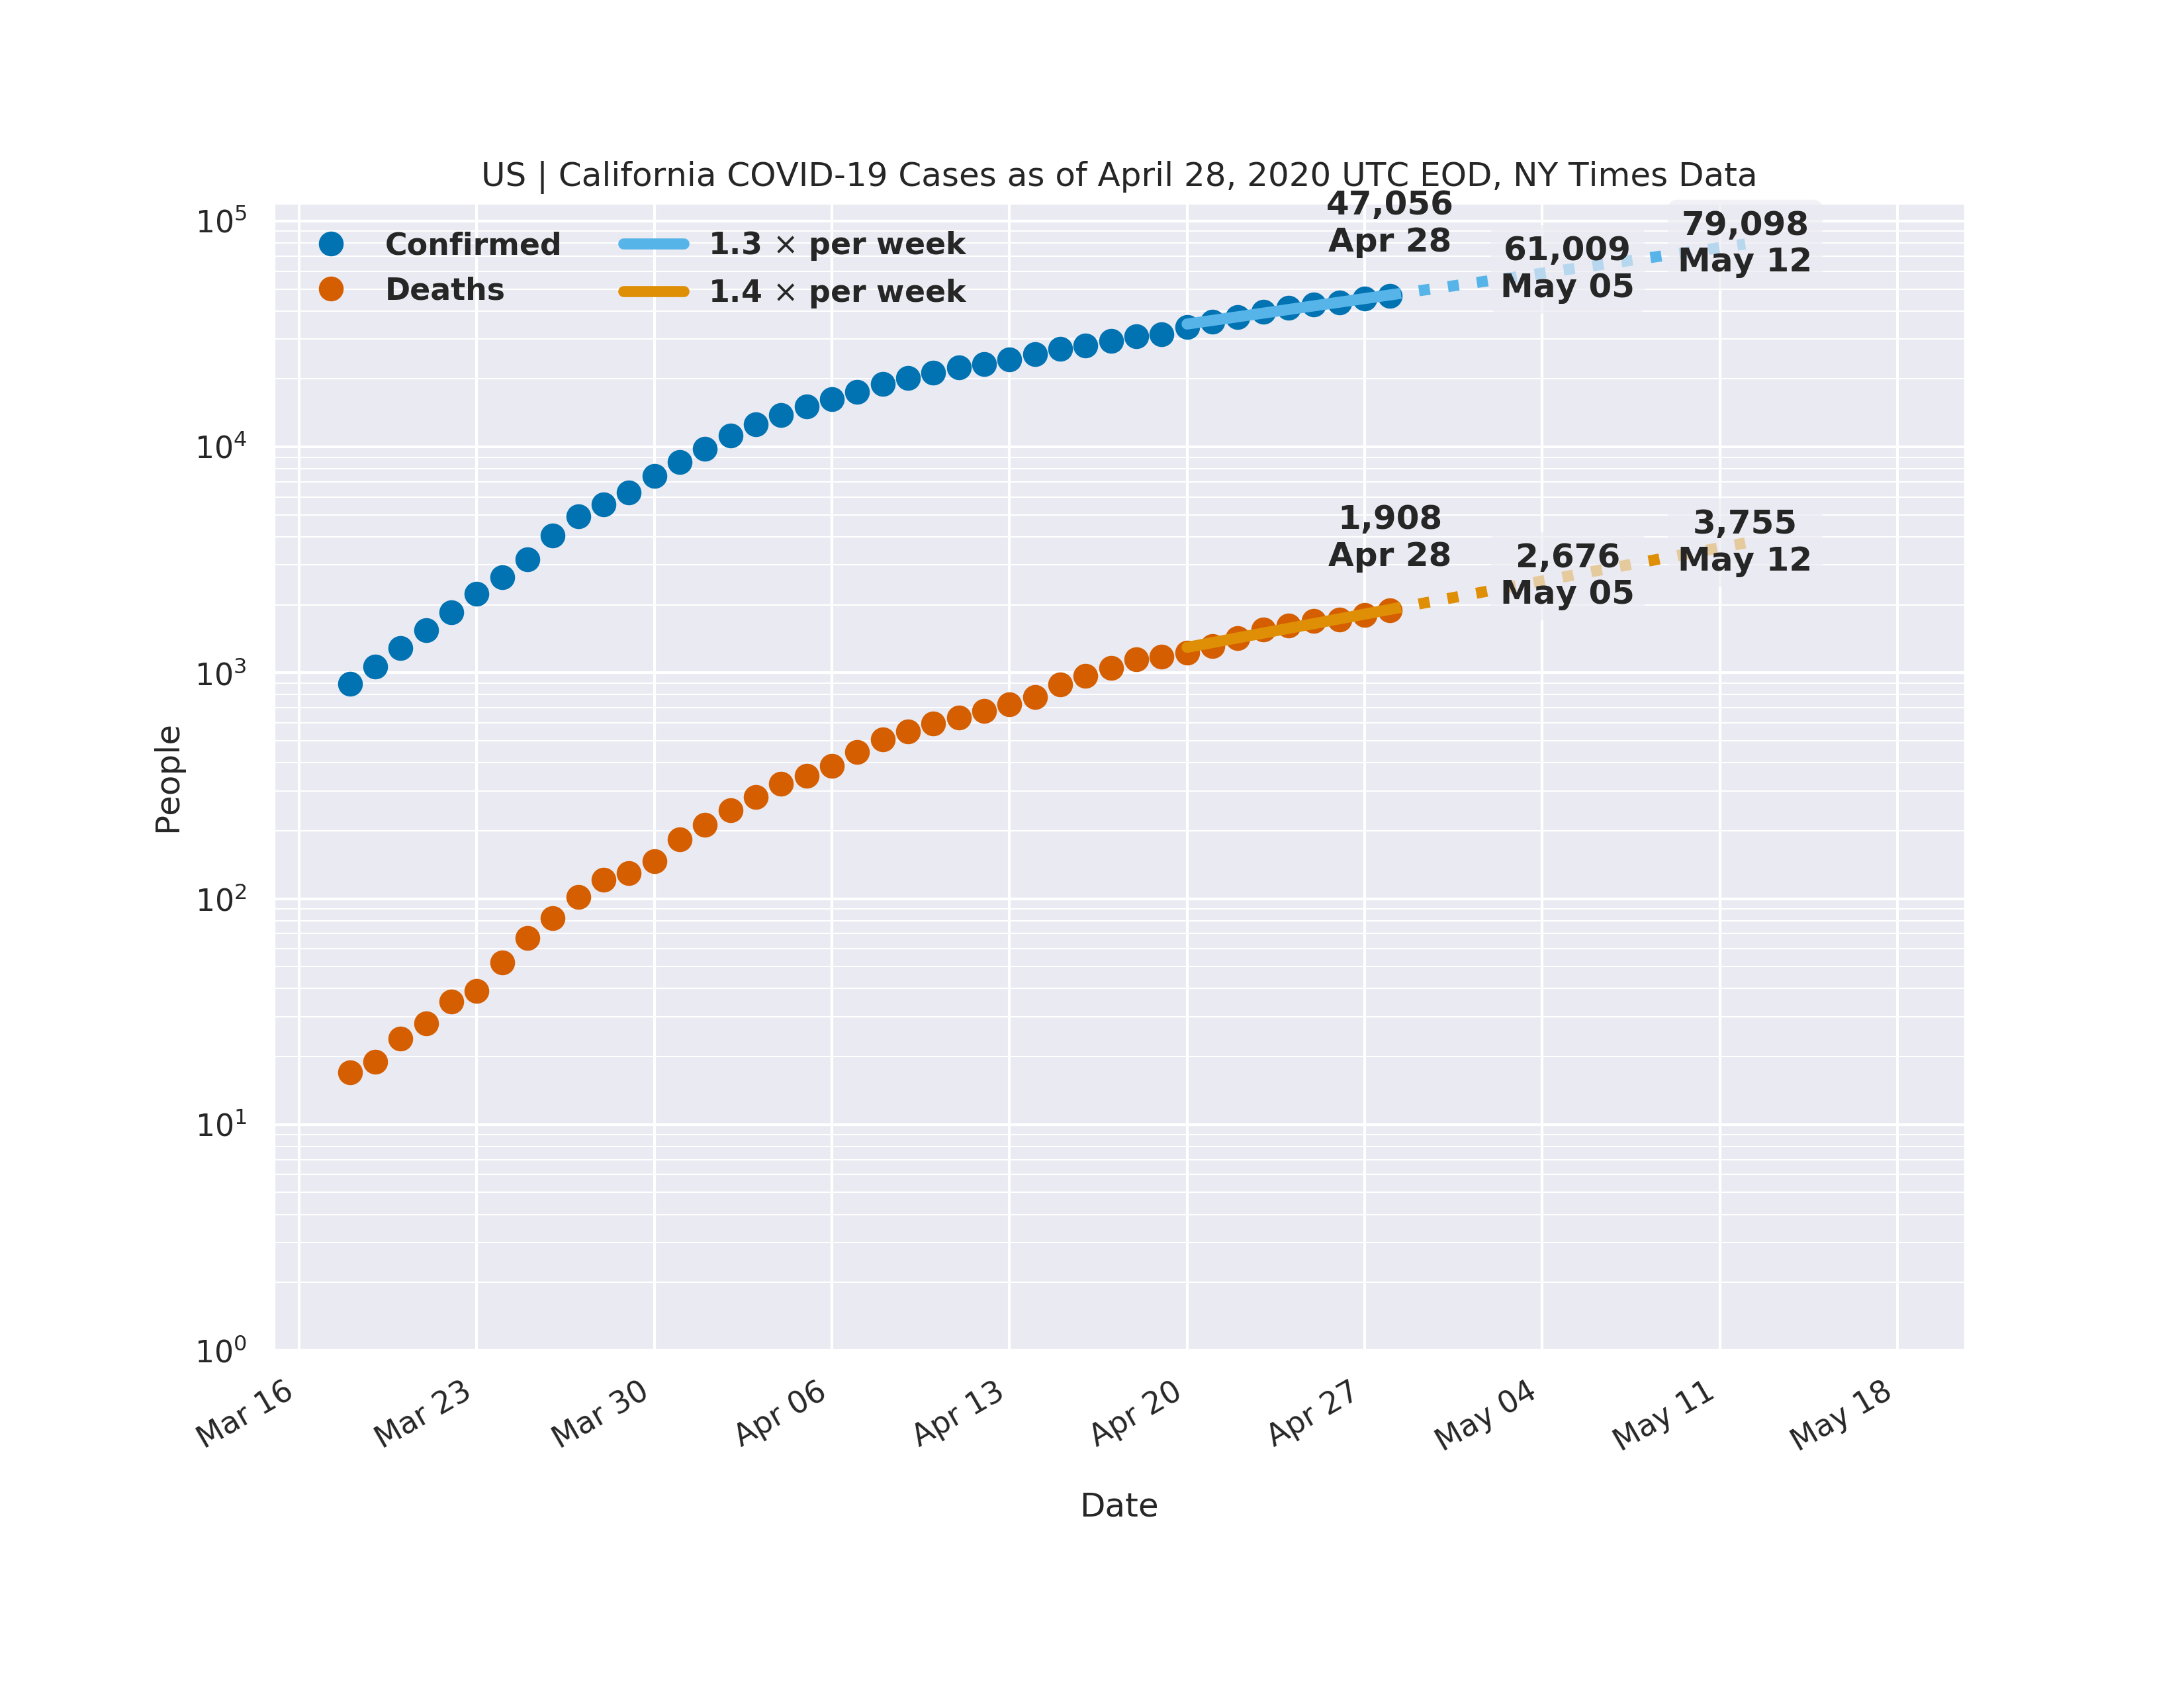 US | California COVID-19 Cases as of April 28, 2020 UTC EOD, NY Times Data
Confirmed
Deaths
1.3 × per week
1.4 × per week
47,056
Apr 28
61,009
May 05
79,098
May 12
1,908
Apr 28
2,676
May 05
3,755
May 12
People
10⁵
10⁴
10³
10²
10¹
10⁰
Mar 16
Mar 23
Mar 30
Apr 06
Apr 13
Apr 20
Apr 27
May 04
May 11
May 18
Date